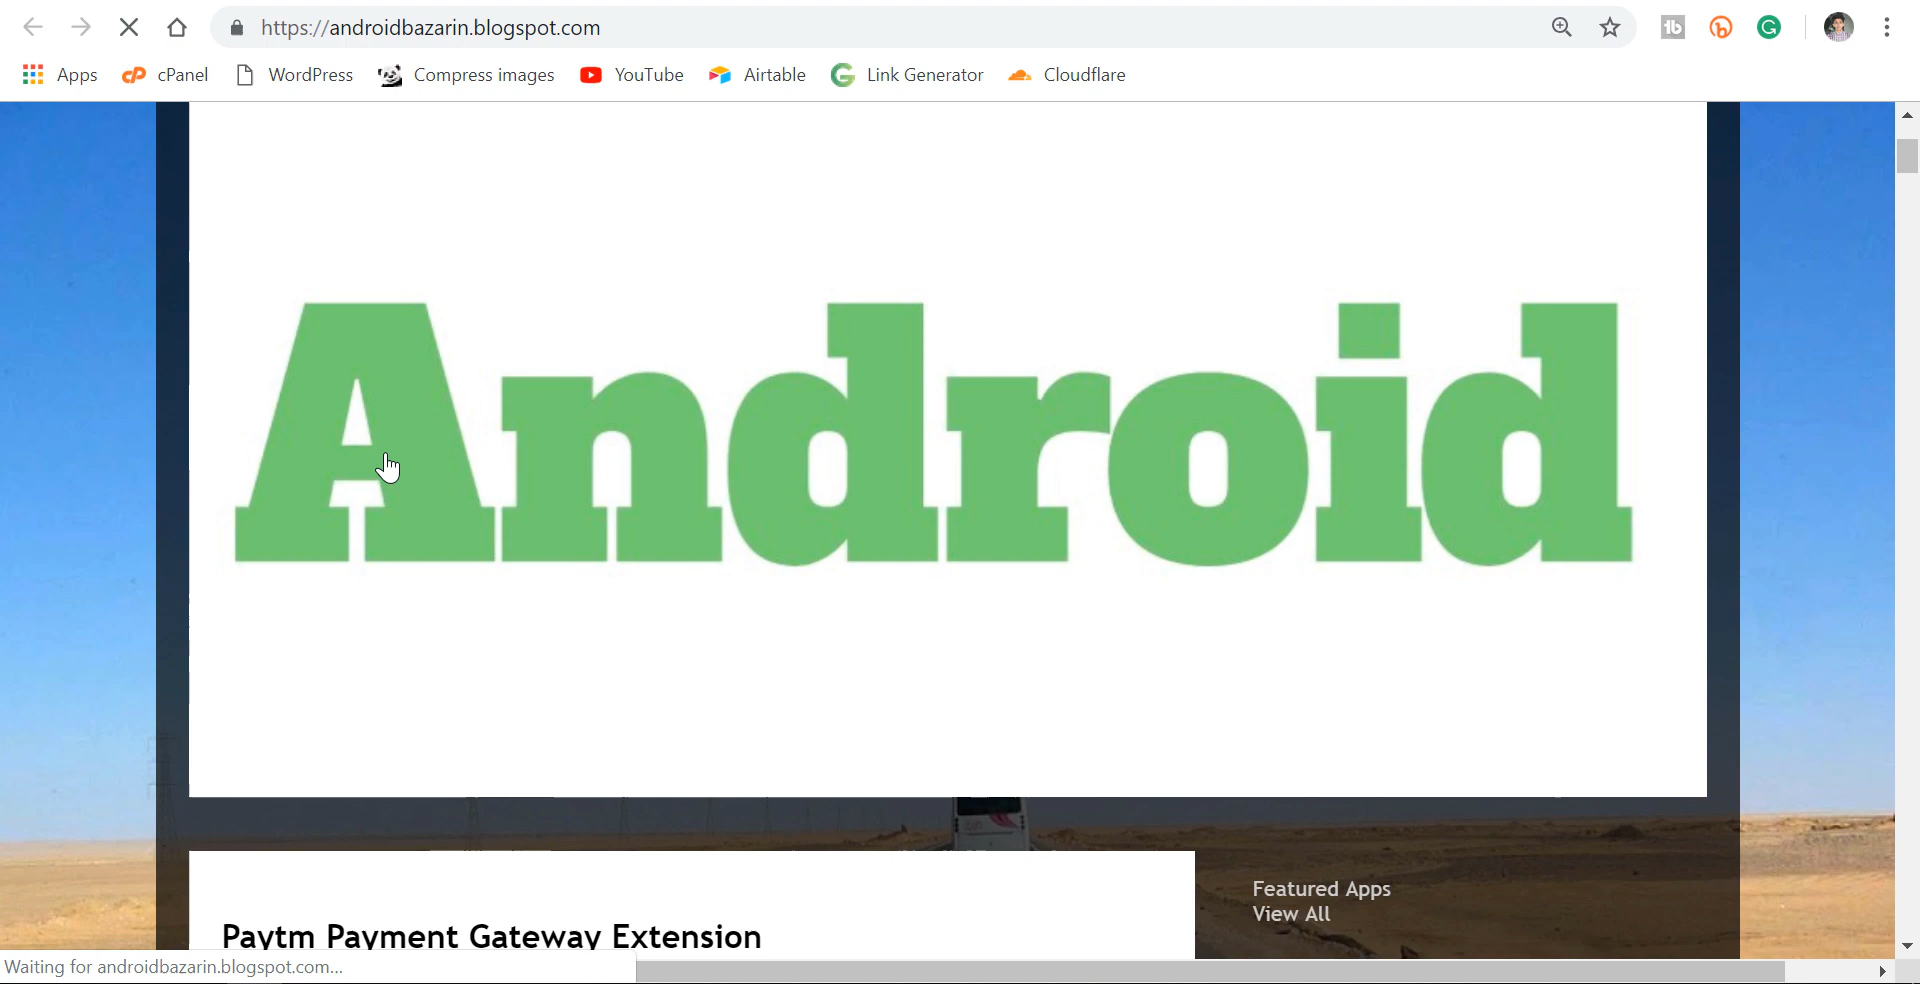 https://androidbazarin.blogspot.com
Apps cPanel WordPress Compress images YouTube Airtable Link Generator Cloudflare
Android
Featured Apps
View All
Paytm Payment Gateway Extension
Waiting for androidbazarin.blogspot.com...